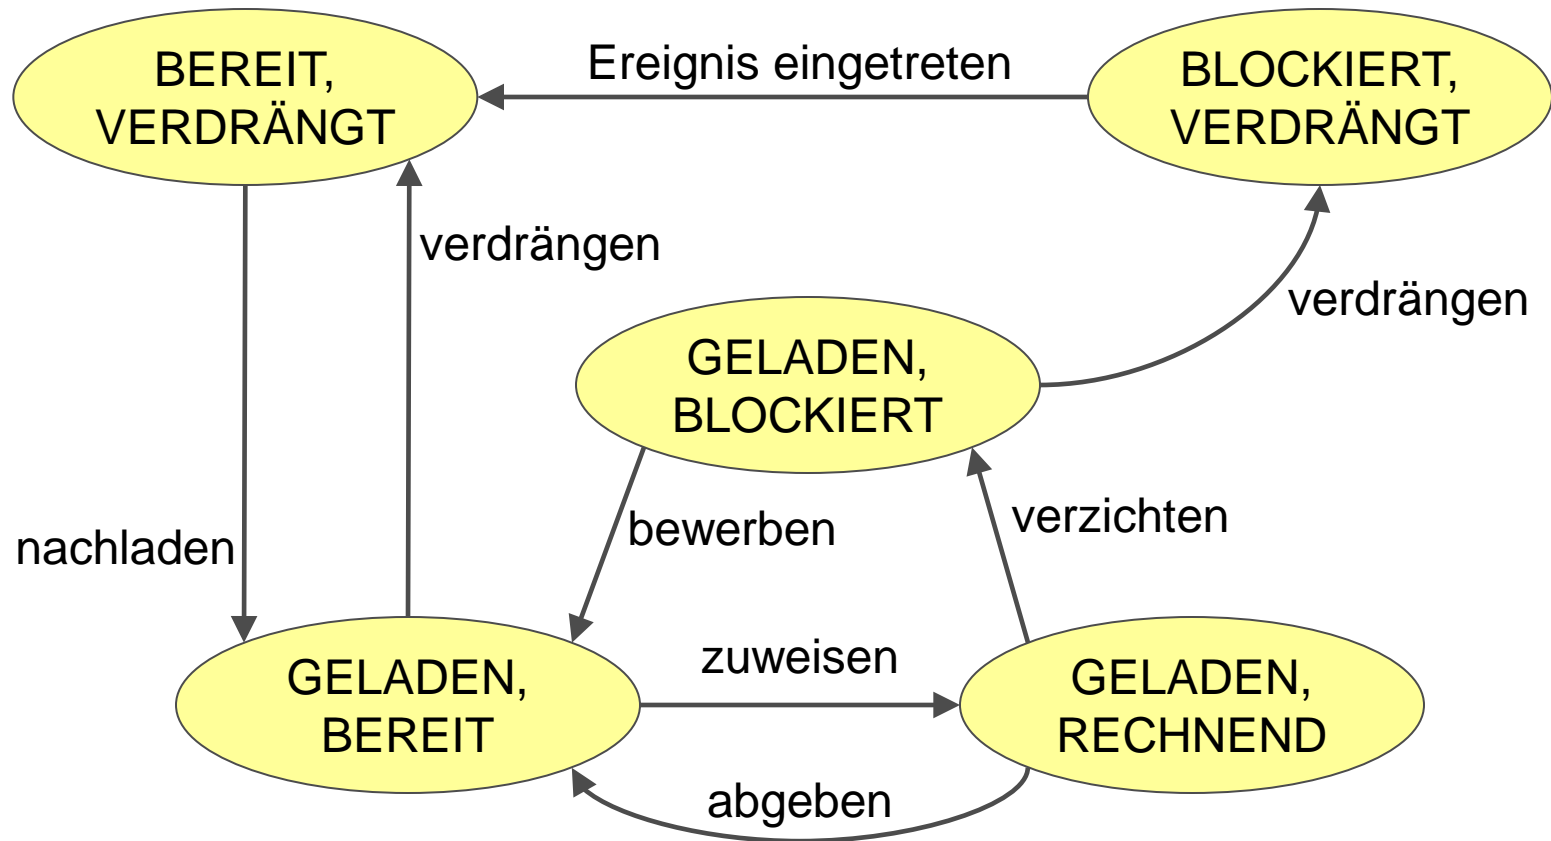 BEREIT,
VERDRÄNGT
Ereignis eingetreten
BLOCKIERT,
VERDRÄNGT
verdrängen
verdrängen
GELADEN,
BLOCKIERT
nachladen
bewerben
verzichten
GELADEN,
BEREIT
zuweisen
GELADEN,
RECHNEND
abgeben